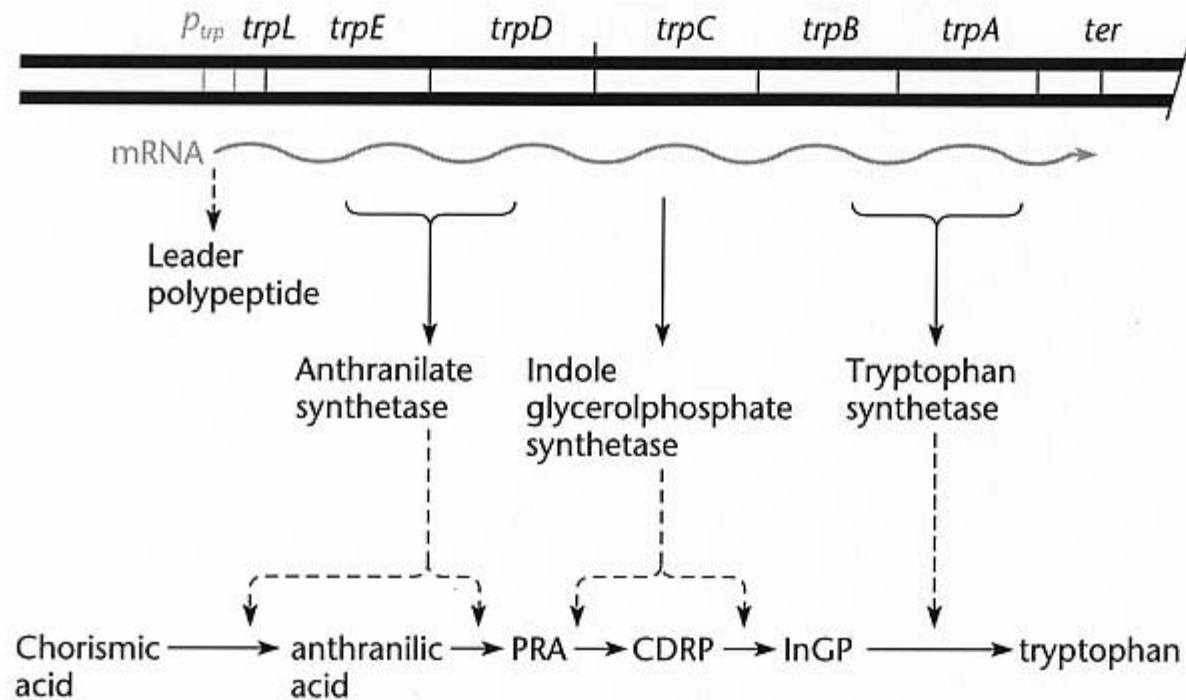 Ptrp trpL trpE trpD trpC trpB trpA ter
mRNA
Leader
polypeptide
Anthranilate
synthetase
Indole
glycerolphosphate
synthetase
Tryptophan
synthetase
Chorismic
acid
anthranilic
acid
PRA
CDRP
InGP
tryptophan